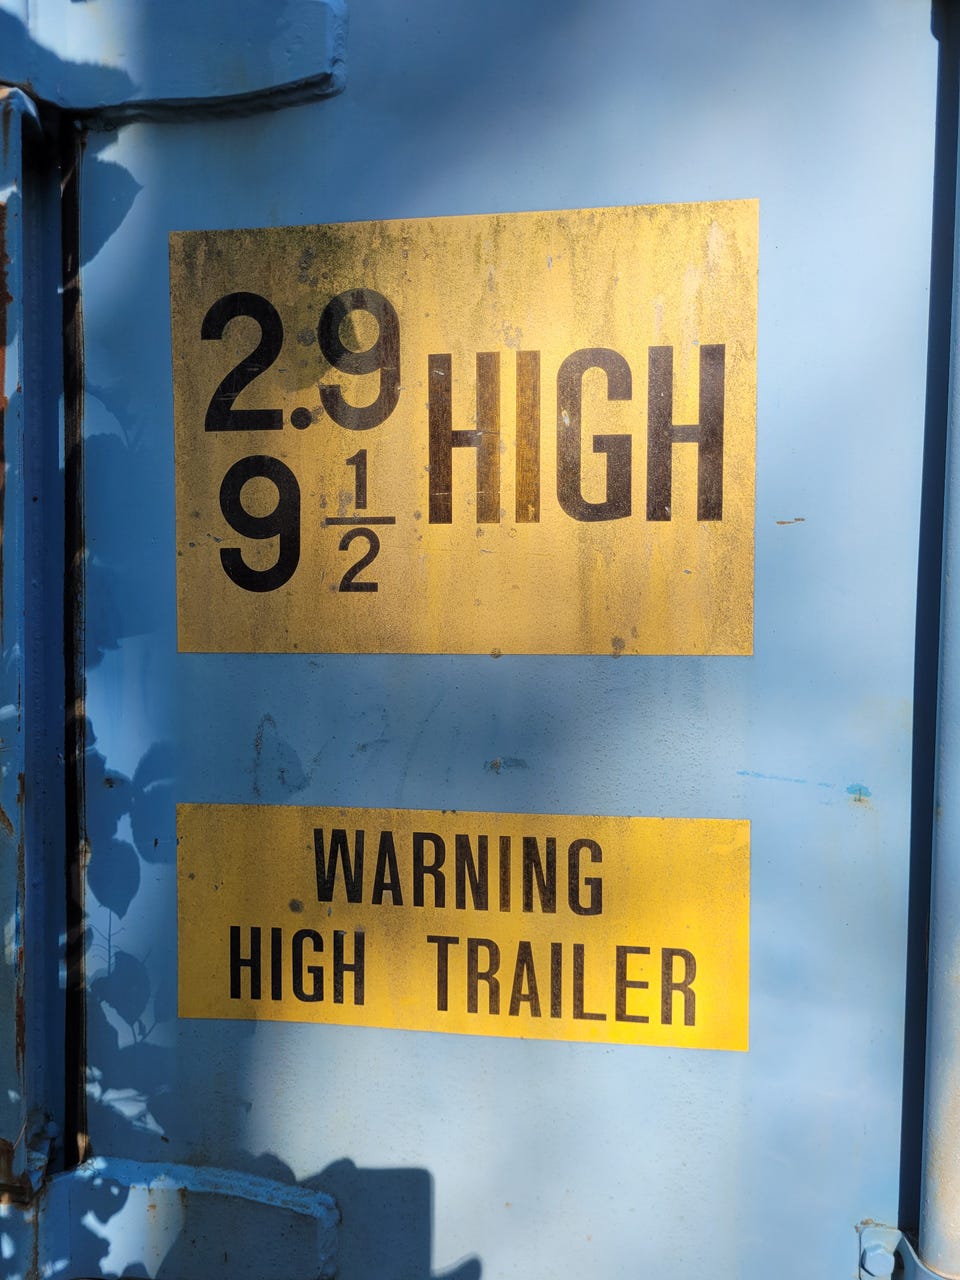 2.9 HIGH
9 1/2
WARNING
HIGH TRAILER